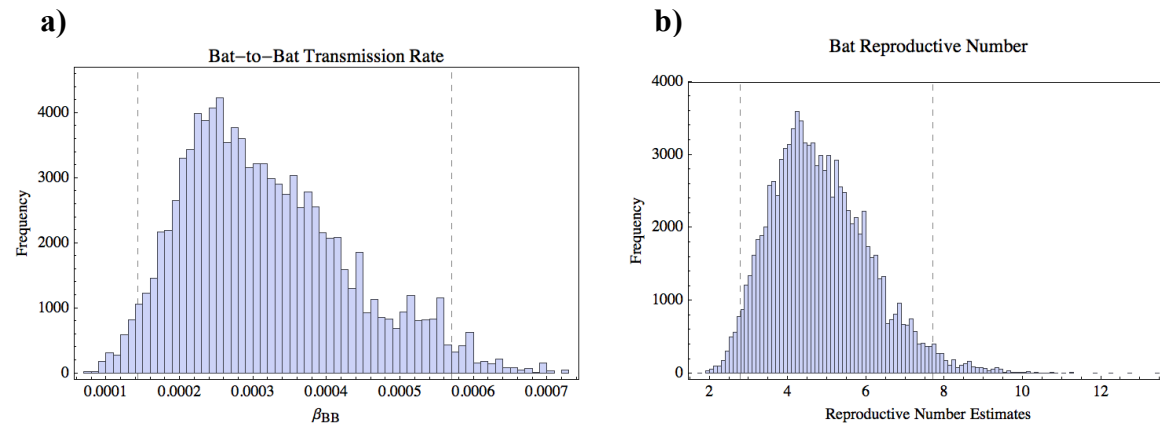 a)
Bat-to-Bat Transmission Rate
Frequency
4000
3000
2000
1000
0
0.0001 0.0002 0.0003 0.0004 0.0005 0.0006 0.0007
βBB
b)
Bat Reproductive Number
Frequency
4000
3000
2000
1000
0
2 4 6 8 10 12
Reproductive Number Estimates